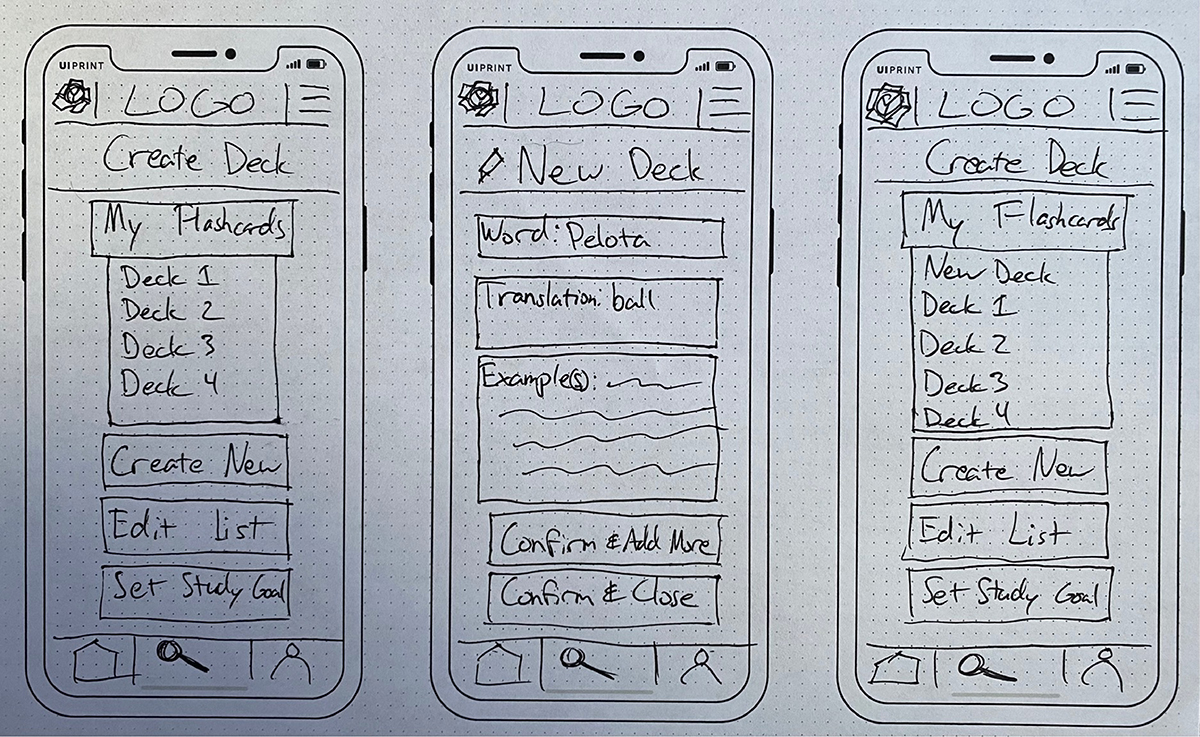 UIPRINT
LOGO
Create Deck
My Flashcards
Deck 1
Deck 2
Deck 3
Deck 4
Create New
Edit List
Set Study Goal
UIPRINT
LOGO
New Deck
Word: Pelota
Translation: ball
Example(s):
Confirm & Add More
Confirm & Close
UIPRINT
LOGO
Create Deck
My Flashcards
New Deck
Deck 1
Deck 2
Deck 3
Deck 4
Create New
Edit List
Set Study Goal